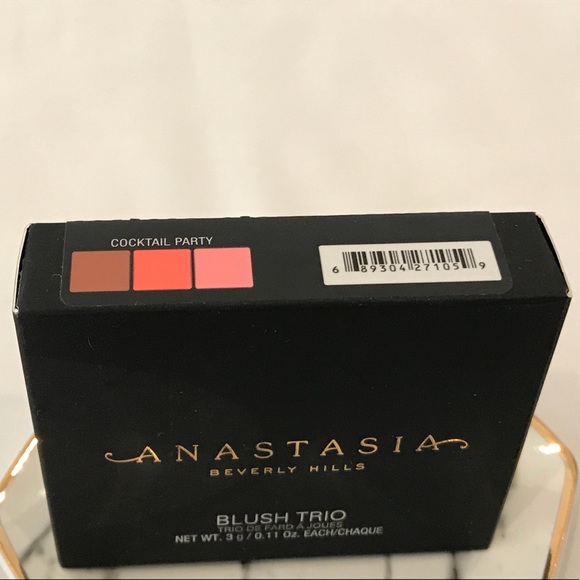 COCKTAIL PARTY
6 89304 27105 9
ANASTASIA
BEVERLY HILLS
BLUSH TRIO
TRIO DE FARD À JOUES
NET WT. 3 g / 0.11 Oz. EACH/CHAQUE